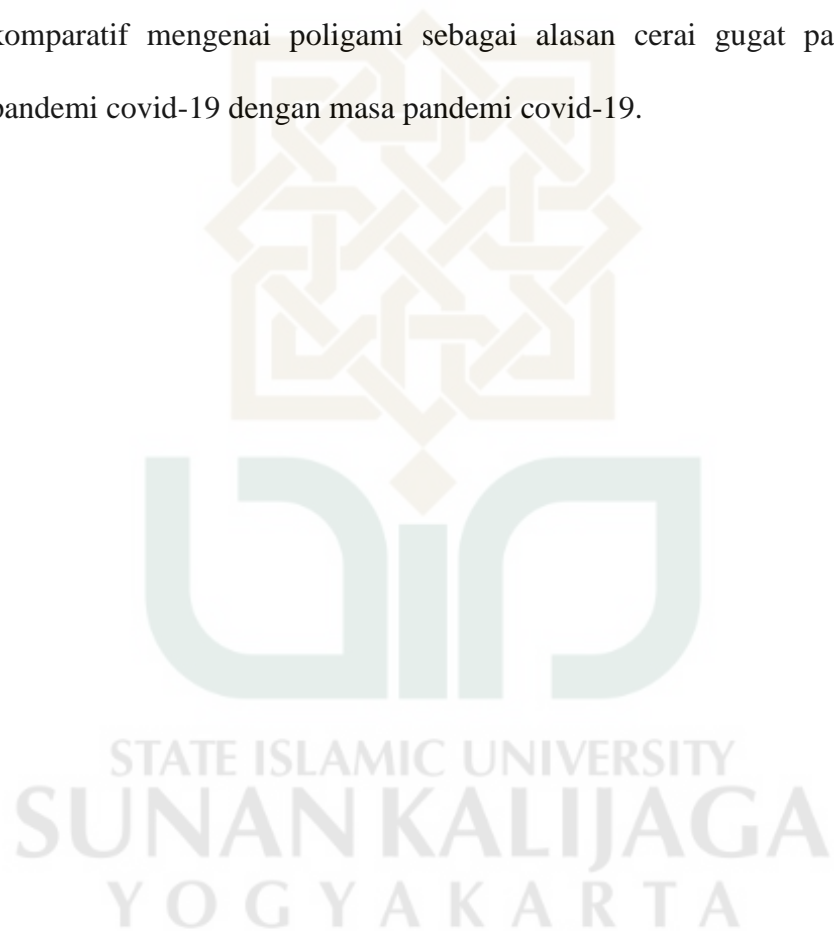 komparatif mengenai poligami sebagai alasan cerai gugat pa
pandemi covid-19 dengan masa pandemi covid-19.
STATE ISLAMIC UNIVERSITY
SUNAN KALIJAGA
YOGYAKARTA